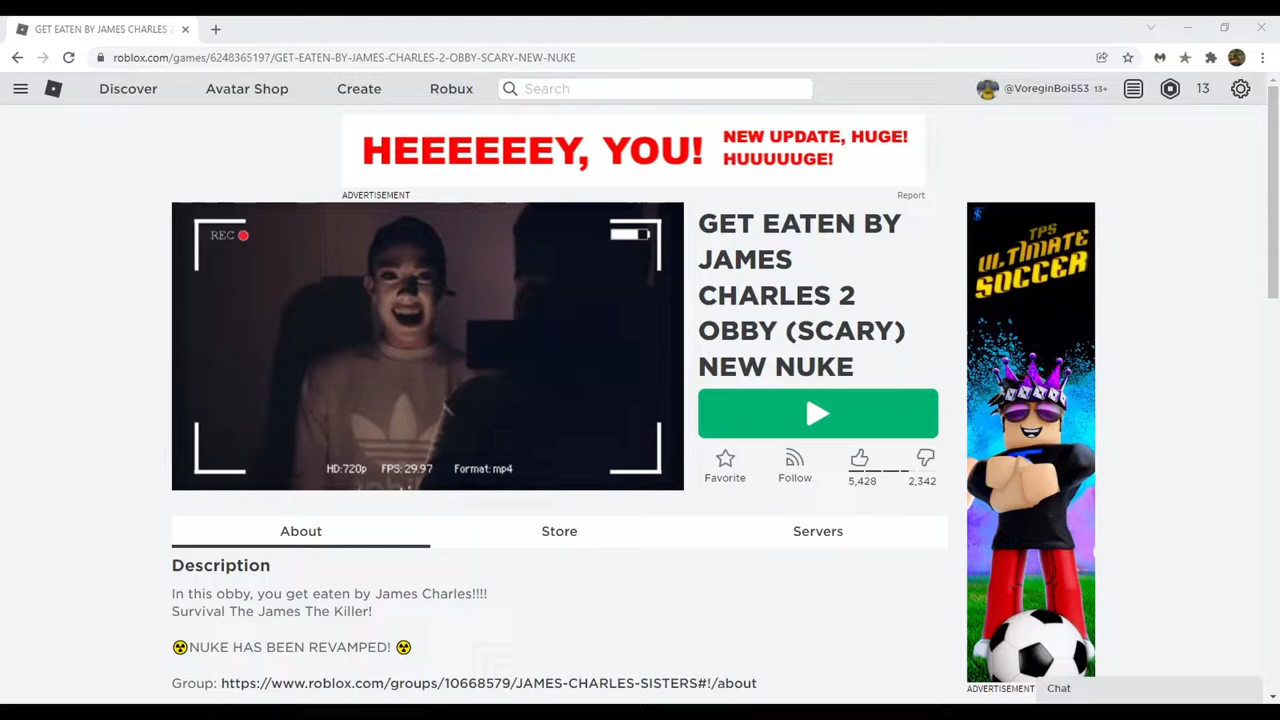 GET EATEN BY JAMES CHARLES 2
roblox.com/games/6248365197/GET-EATEN-BY-JAMES-CHARLES-2-OBBY-SCARY-NEW-NUKE
Discover
Avatar Shop
Create
Robux
Search
@VoreginBoi553 13+
13
HEEEEEEY, YOU!
NEW UPDATE, HUGE!
HUUUUUGE!
ADVERTISEMENT
Report
REC
HD:720p FPS:29.97 Format:mp4
GET EATEN BY
JAMES
CHARLES 2
OBBY (SCARY)
NEW NUKE
Favorite
Follow
5,428
2,342
TPS
ULTIMATE
SOCCER
About
Store
Servers
Description
In this obby, you get eaten by James Charles!!!!
Survival The James The Killer!
☢NUKE HAS BEEN REVAMPED! ☢
Group: https://www.roblox.com/groups/10668579/JAMES-CHARLES-SISTERS#!/about
ADVERTISEMENT
Chat